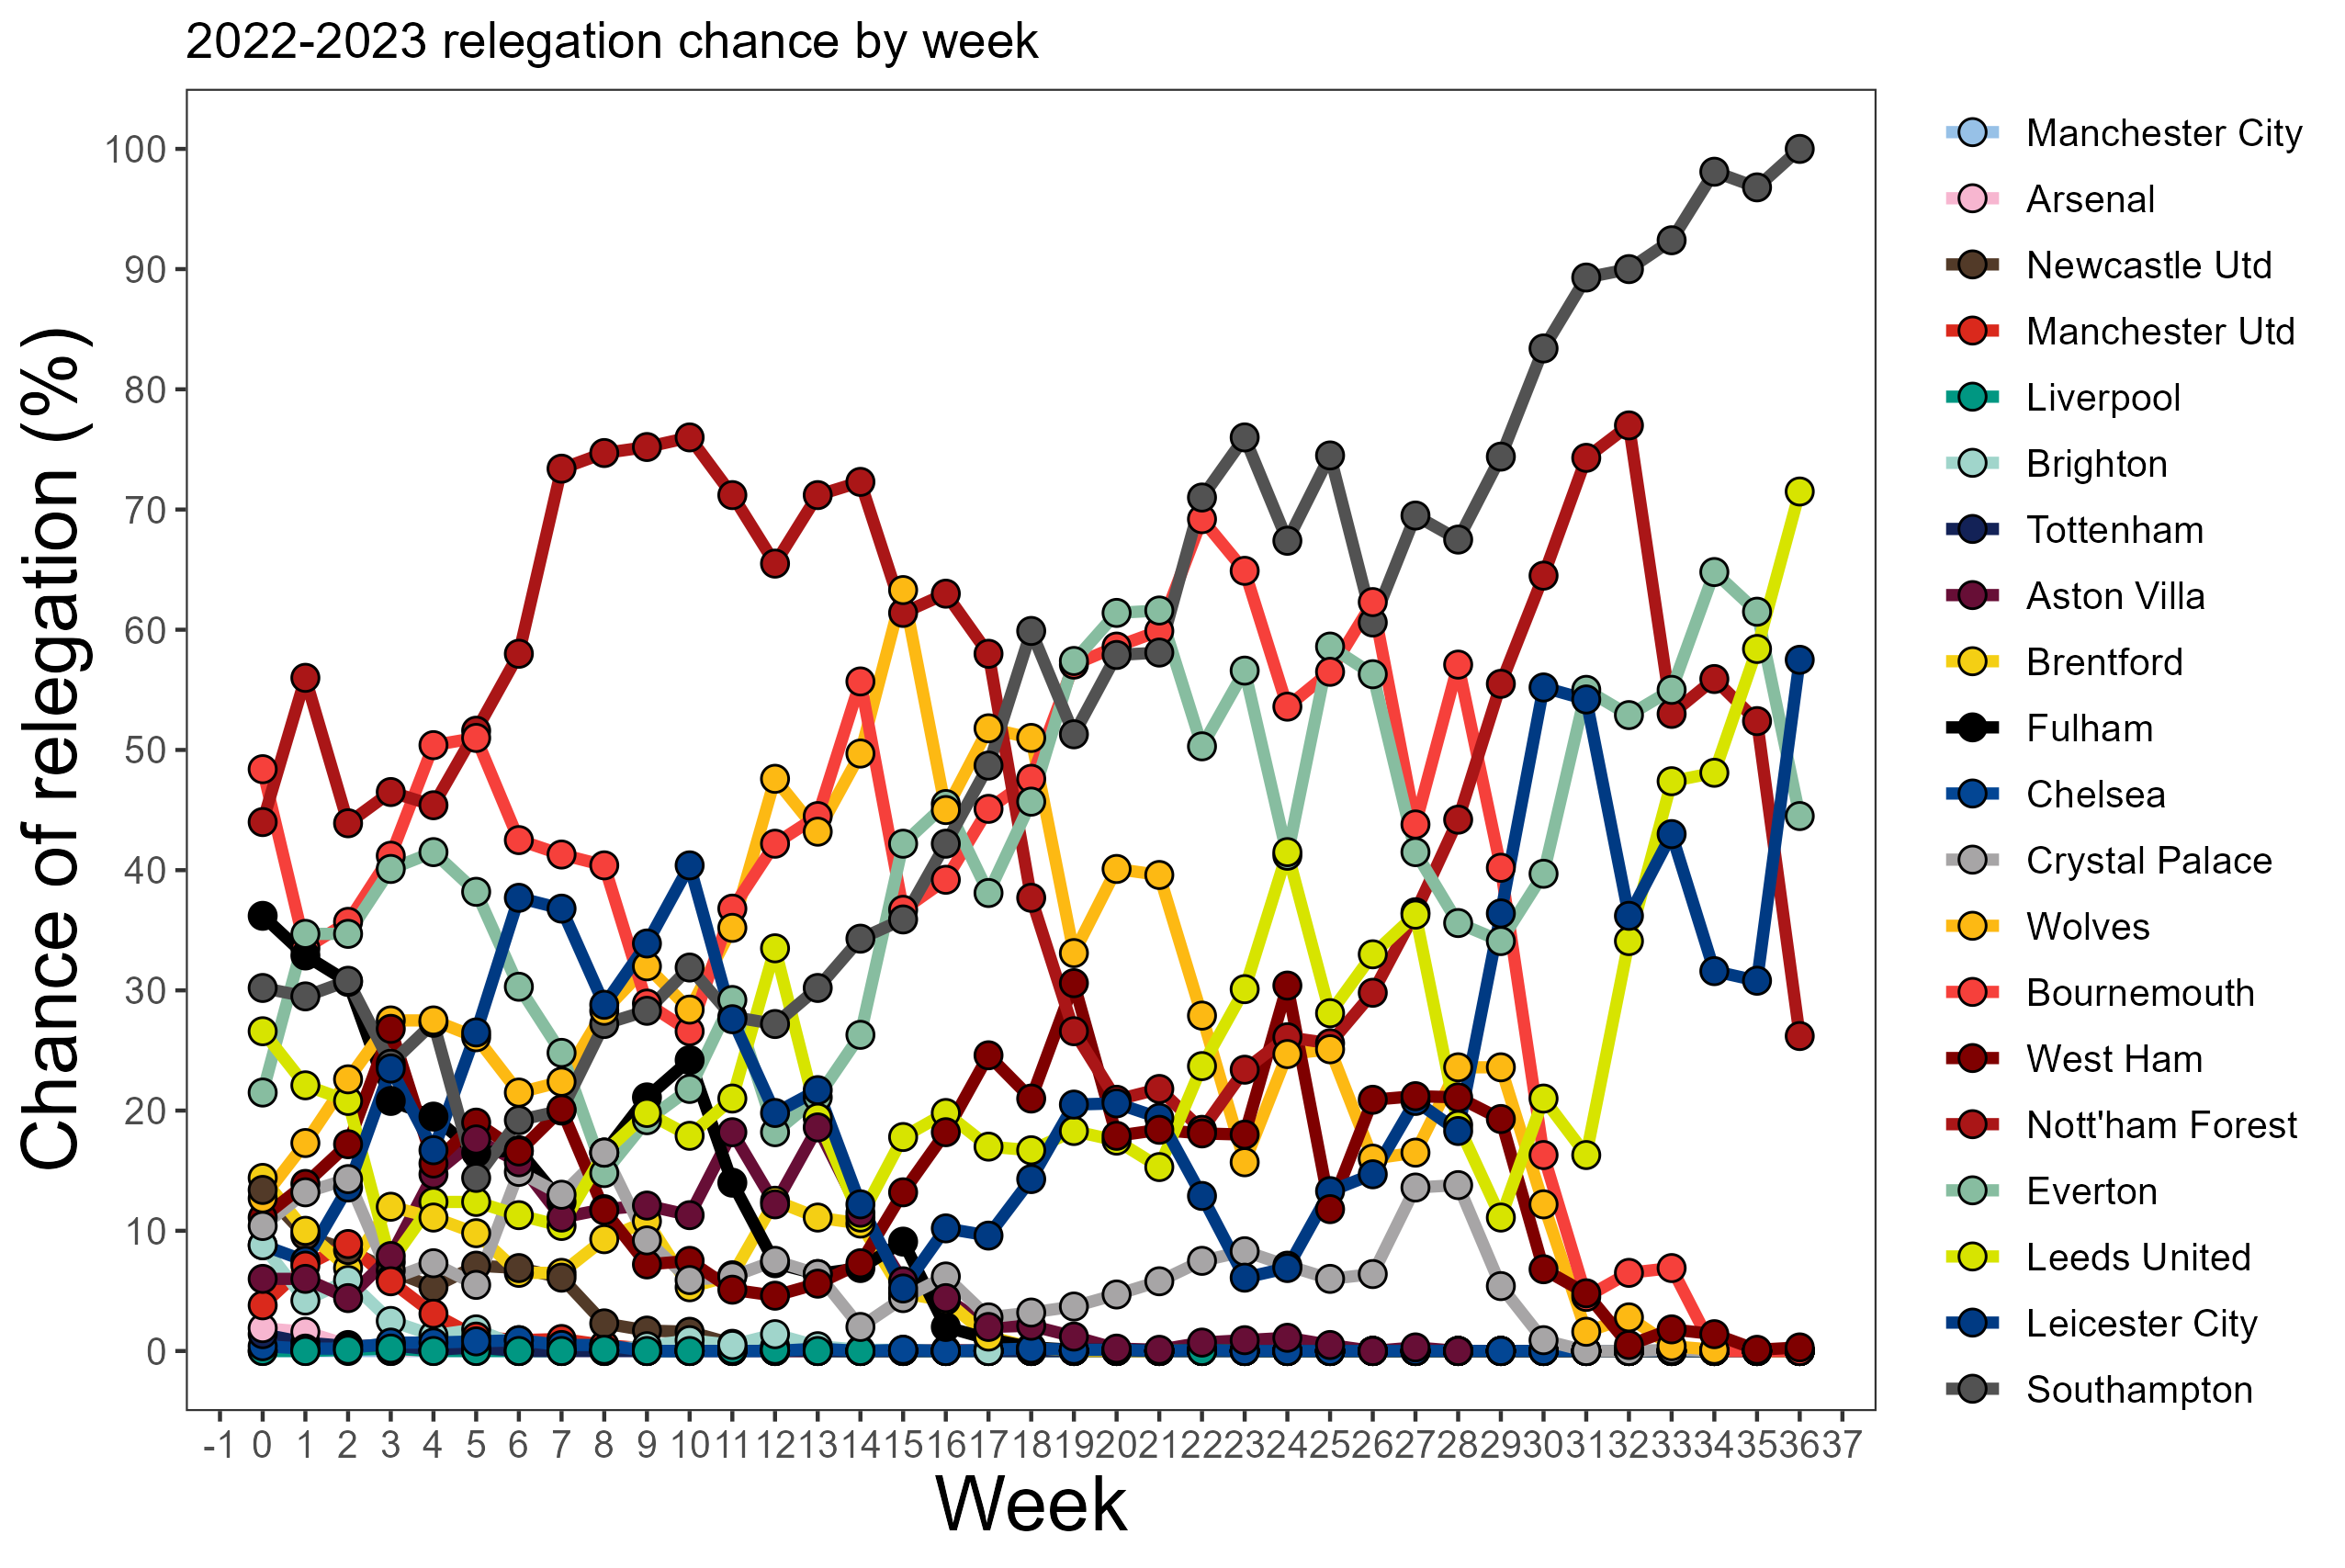 2022-2023 relegation chance by week
Chance of relegation (%)
100
90
80
70
60
50
40
30
20
10
0
-1 0 1 2 3 4 5 6 7 8 9 10 11 12 13 14 15 16 17 18 19 20 21 22 23 24 25 26 27 28 29 30 31 32 33 34 35 36 37
Week
Manchester City
Arsenal
Newcastle Utd
Manchester Utd
Liverpool
Brighton
Tottenham
Aston Villa
Brentford
Fulham
Chelsea
Crystal Palace
Wolves
Bournemouth
West Ham
Nott'ham Forest
Everton
Leeds United
Leicester City
Southampton